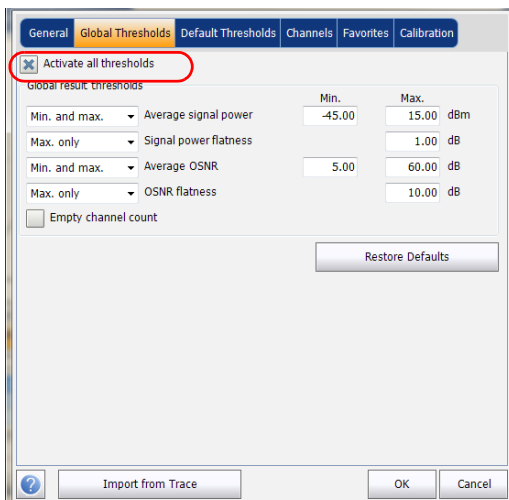 General Global Thresholds Default Thresholds Channels Favorites Calibration
Activate all thresholds
Global result thresholds
Min. Max.
Min. and max. Average signal power -45.00 15.00 dBm
Max. only Signal power flatness 1.00 dB
Min. and max. Average OSNR 5.00 60.00 dB
Max. only OSNR flatness 10.00 dB
Empty channel count
Restore Defaults
? Import from Trace OK Cancel